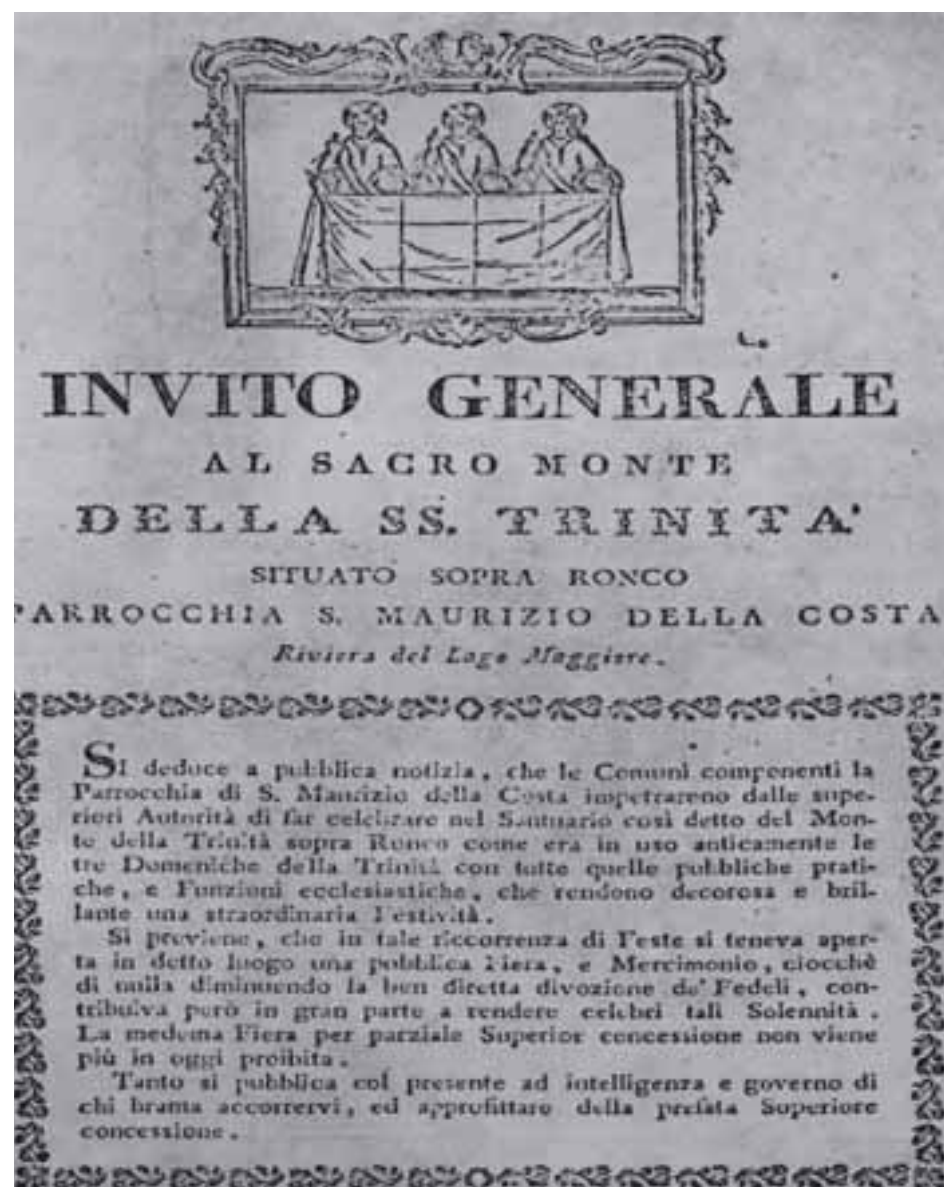 INVITO GENERALE
AL SACRO MONTE
DELLA SS. TRINITA'
SITUATO SOPRA RONCO
PARROCCHIA S. MAURIZIO DELLA COSTA
Riviera del Lago Maggiore.
SI deduce a pubblica notizia, che le Comuni componenti la
Parrocchia di S. Maurizio della Costa impetrareno dalle supe-
riori Autorità di far celebrare nel Santuario così detto del Mon-
te della Trinità sopra Ronco come era in uso anticamente le
tre Domeniche della Trinità con tutte quelle pubbliche prati-
che, e Funzioni ecclesiastiche, che rendono decorosa e bril-
lante una straordinaria Festività.
Si previene, che in tale riccorrenza di Feste si teneva aper-
ta in detto luogo una pubblica Fiera, e Mercimonio, ciocchè
di nulla diminuendo la ben diretta divozione de' Fedeli, con-
tribuiva però in gran parte a rendere celebri tali Solennità.
La medema Fiera per parziale Superior concessione non viene
più in oggi proibita.
Tanto si pubblica col presente ad intelligenza e governo di
chi brama accorrervi, ed approfittare della prefata Superiore
concessione.